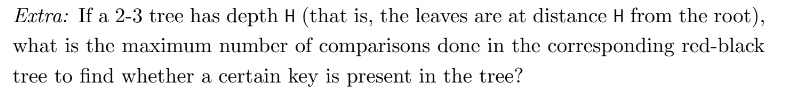 Extra: If a 2-3 tree has depth H (that is, the leaves are at distance H from the root),
what is the maximum number of comparisons done in the corresponding red-black
tree to find whether a certain key is present in the tree?